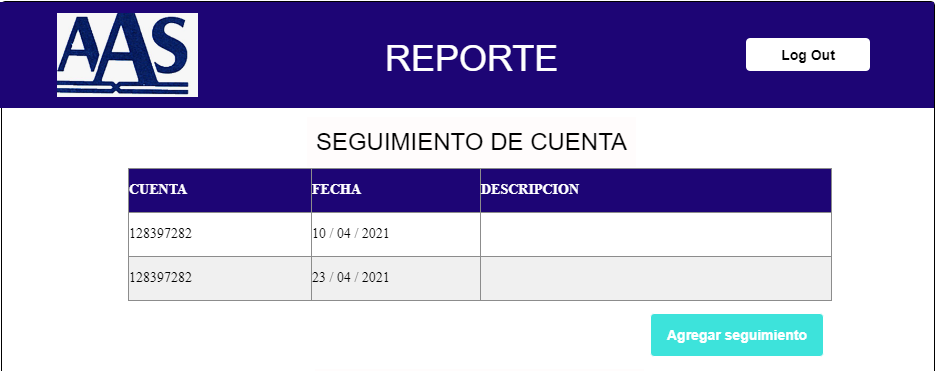 AAS
REPORTE
Log Out
SEGUIMIENTO DE CUENTA
CUENTA FECHA DESCRIPCION
128397282 10 / 04 / 2021
128397282 23 / 04 / 2021
Agregar seguimiento